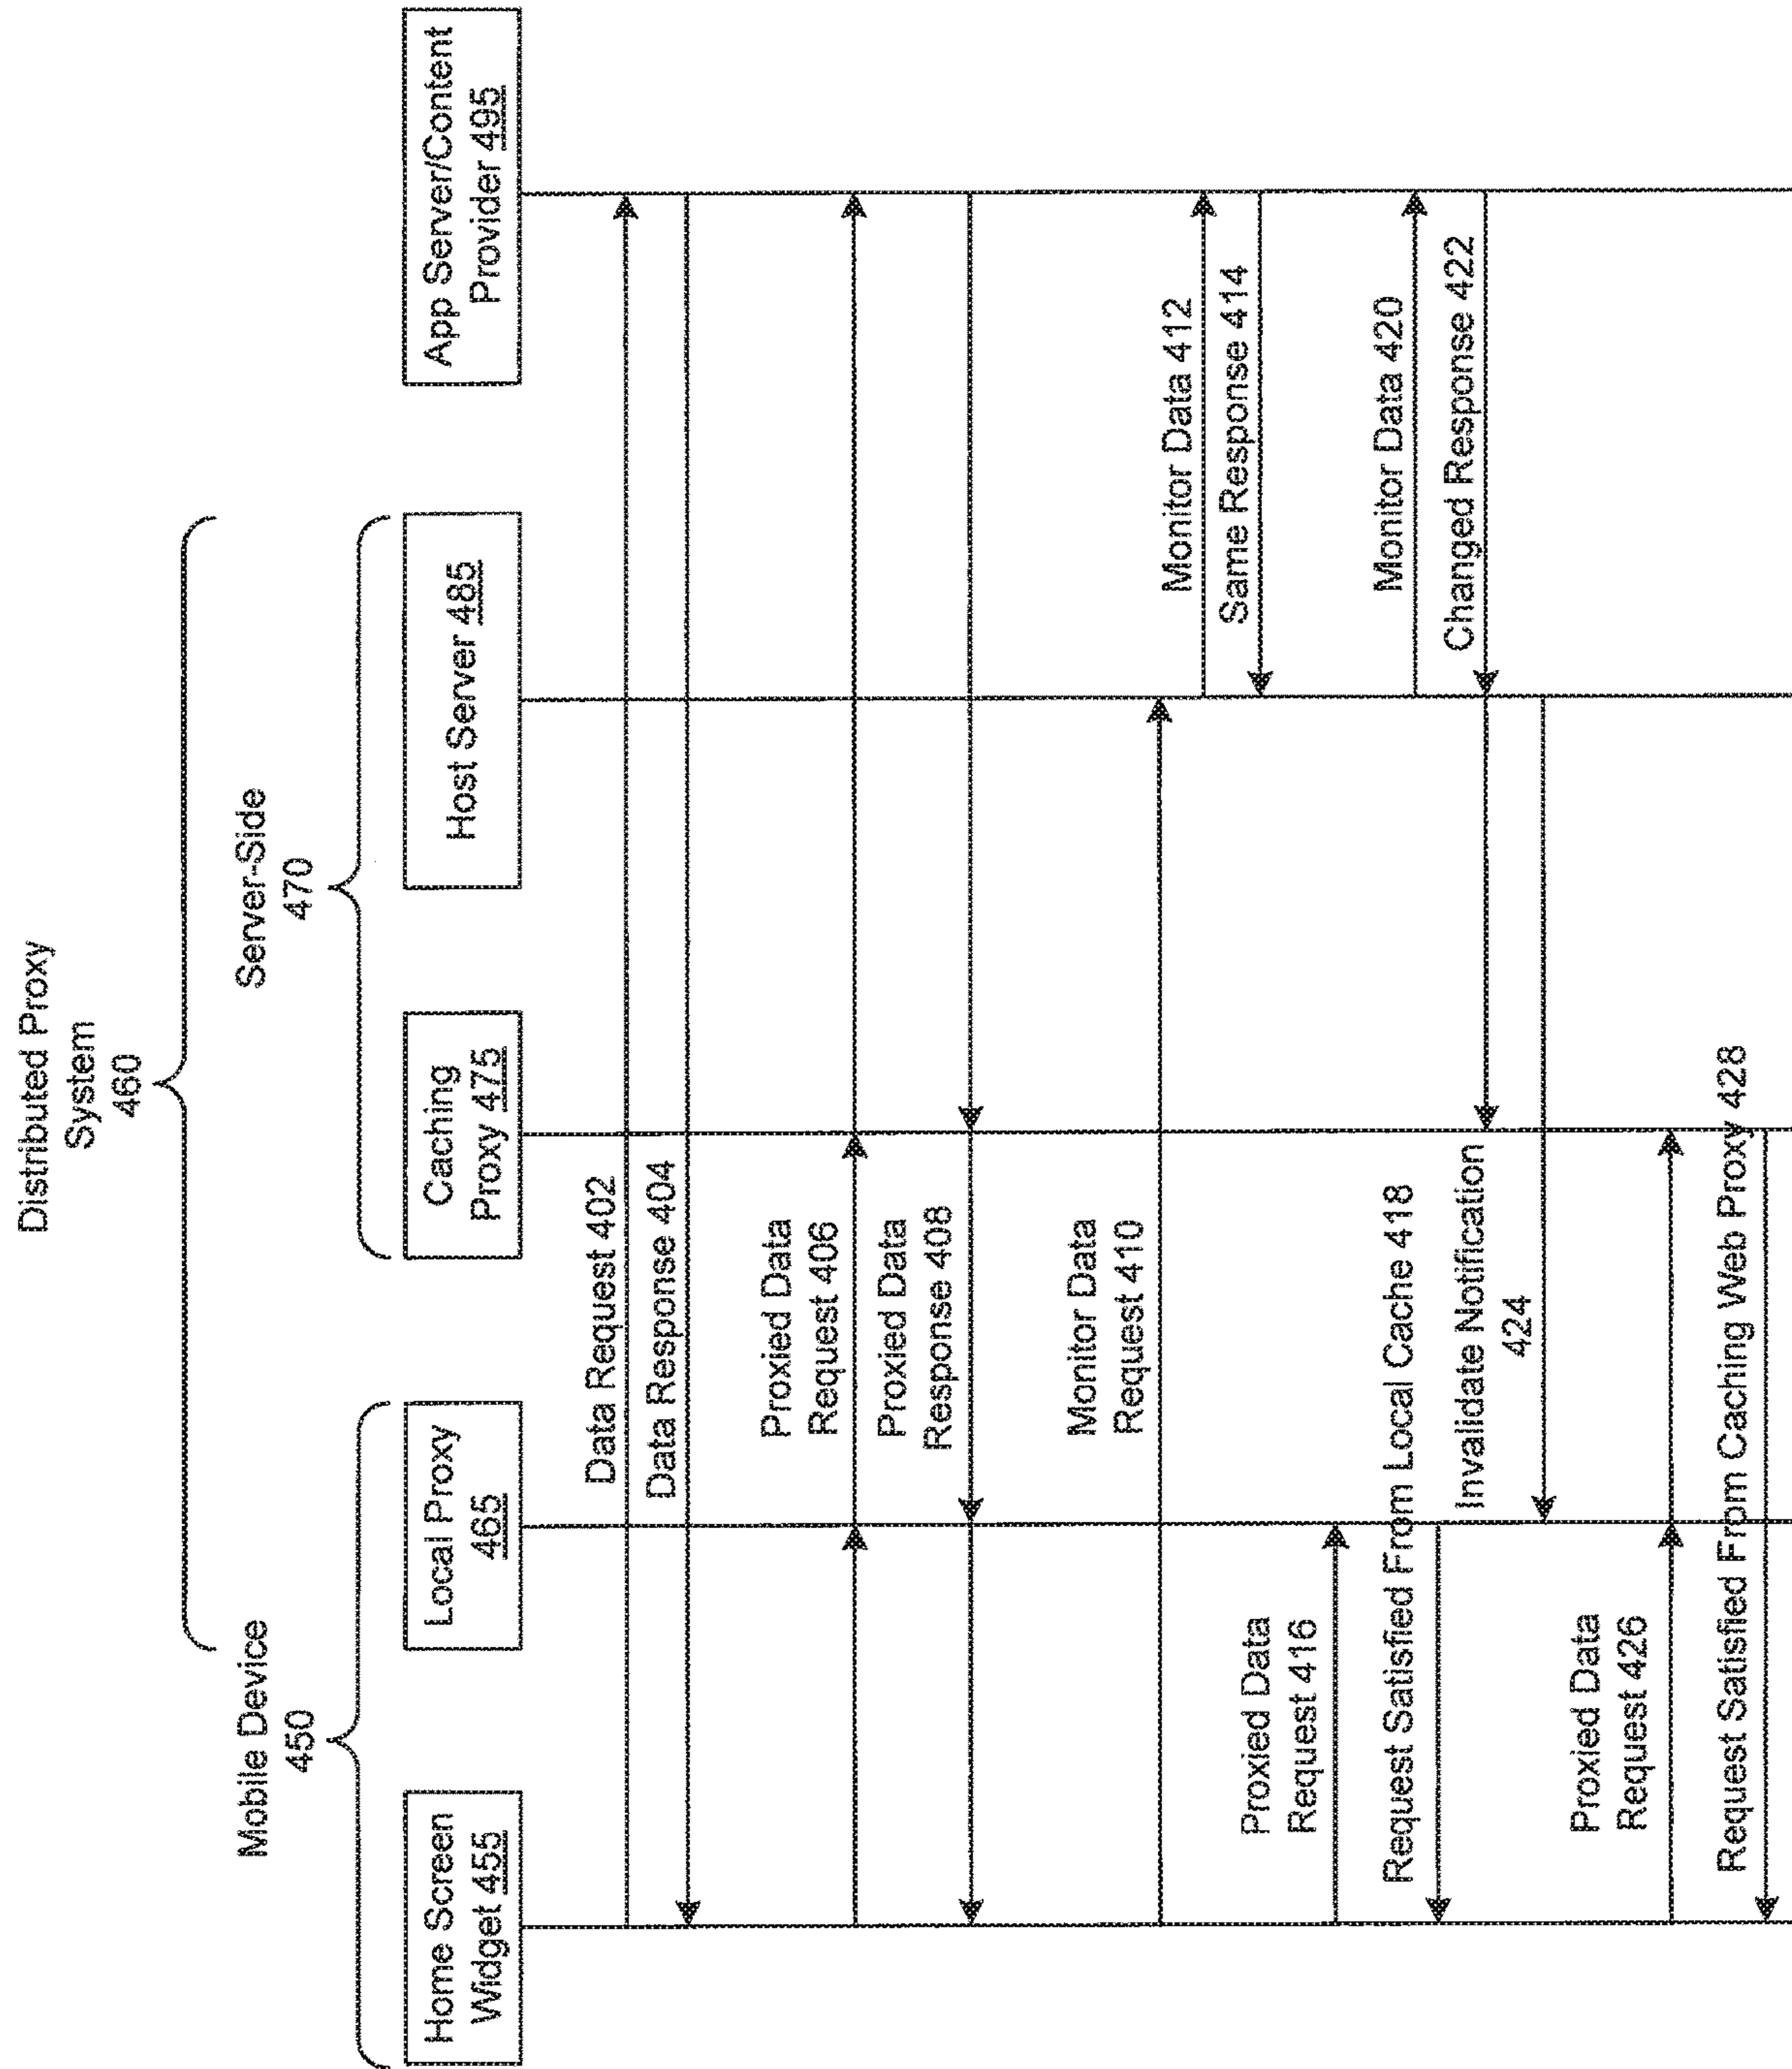 Distributed Proxy
System
460
Mobile Device
450
Server-Side
470
Home Screen
Widget 455
Local Proxy
465
Caching
Proxy 475
Host Server 485
App Server/Content
Provider 495
Data Request 402
Data Response 404
Proxied Data
Request 406
Proxied Data
Response 408
Monitor Data
Request 410
Monitor Data 412
Same Response 414
Proxied Data
Request 416
Request Satisfied From Local Cache 418
Monitor Data 420
Changed Response 422
Invalidate Notification
424
Proxied Data
Request 426
Request Satisfied From Caching Web Proxy 428